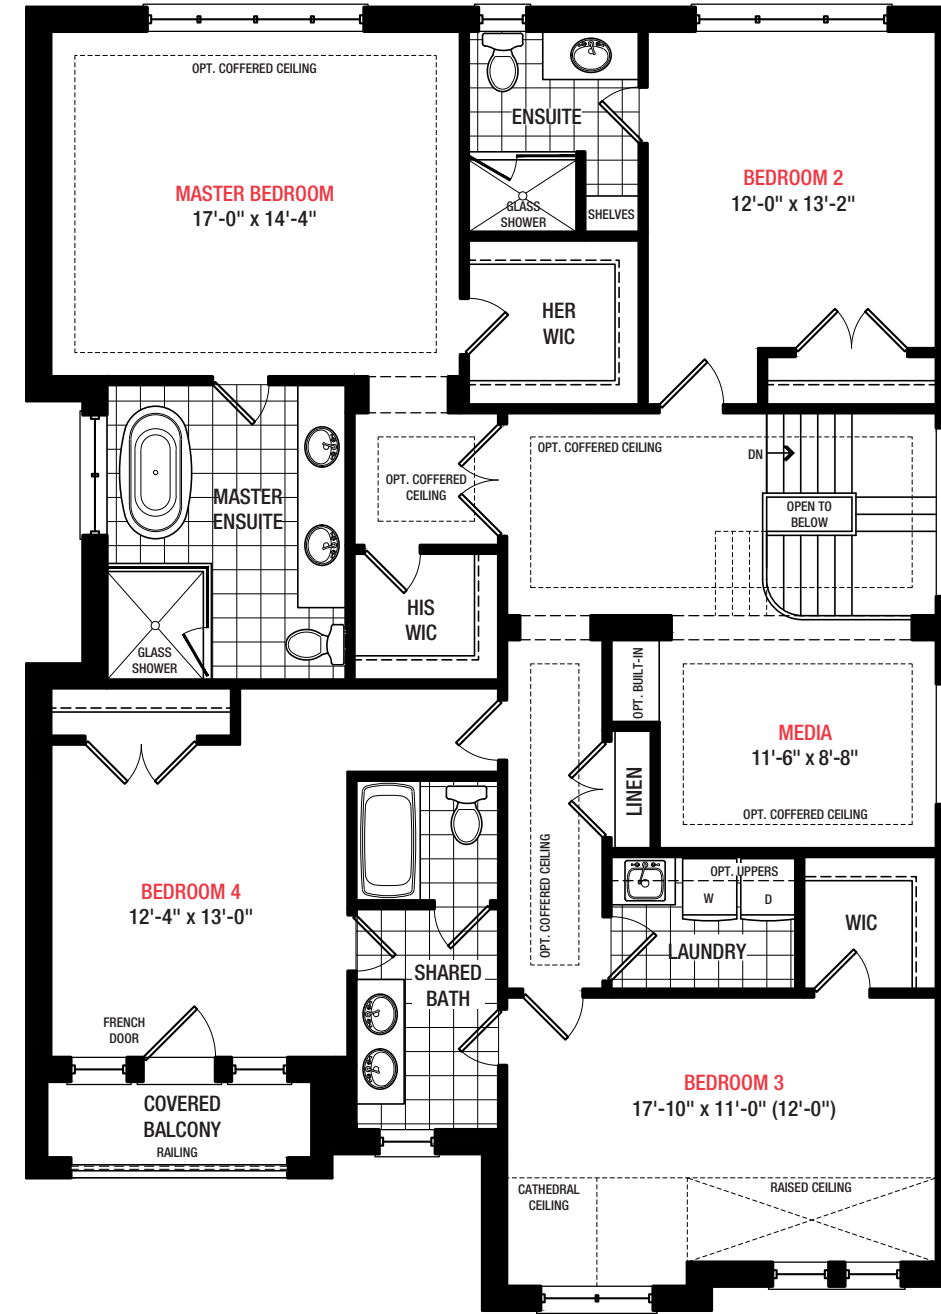 OPT. COFFERED CEILING
MASTER BEDROOM
17'-0" x 14'-4"
ENSUITE
GLASS
SHOWER
SHELVES
BEDROOM 2
12'-0" x 13'-2"
HER
WIC
MASTER
ENSUITE
GLASS
SHOWER
OPT. COFFERED
CEILING
HIS
WIC
OPT. COFFERED CEILING
DN
OPEN TO
BELOW
OPT. BUILT-IN
MEDIA
11'-6" x 8'-8"
OPT. COFFERED CEILING
LINEN
OPT. COFFERED CEILING
OPT. UPPERS
W
D
LAUNDRY
WIC
BEDROOM 4
12'-4" x 13'-0"
FRENCH
DOOR
SHARED
BATH
COVERED
BALCONY
RAILING
BEDROOM 3
17'-10" x 11'-0" (12'-0")
CATHEDRAL
CEILING
RAISED CEILING